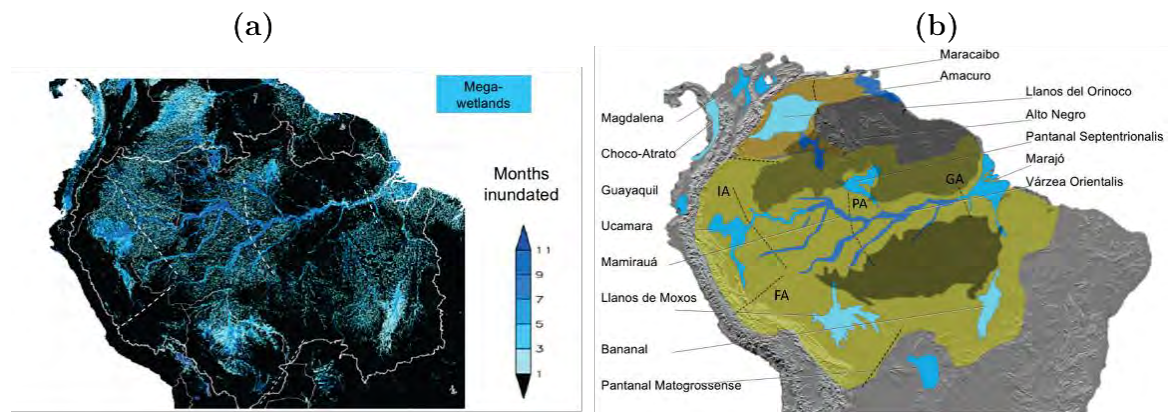 (a)
Mega-
wetlands
Months
inundated
11
9
7
5
3
1
(b)
Maracaibo
Amacuro
Llanos del Orinoco
Alto Negro
Pantanal Septentrionalis
Marajó
Várzea Orientalis
Magdalena
Choco-Atrato
Guayaquil
Ucamara
Mamirauá
Llanos de Moxos
Bananal
Pantanal Matogrossense
IA
PA
GA
FA